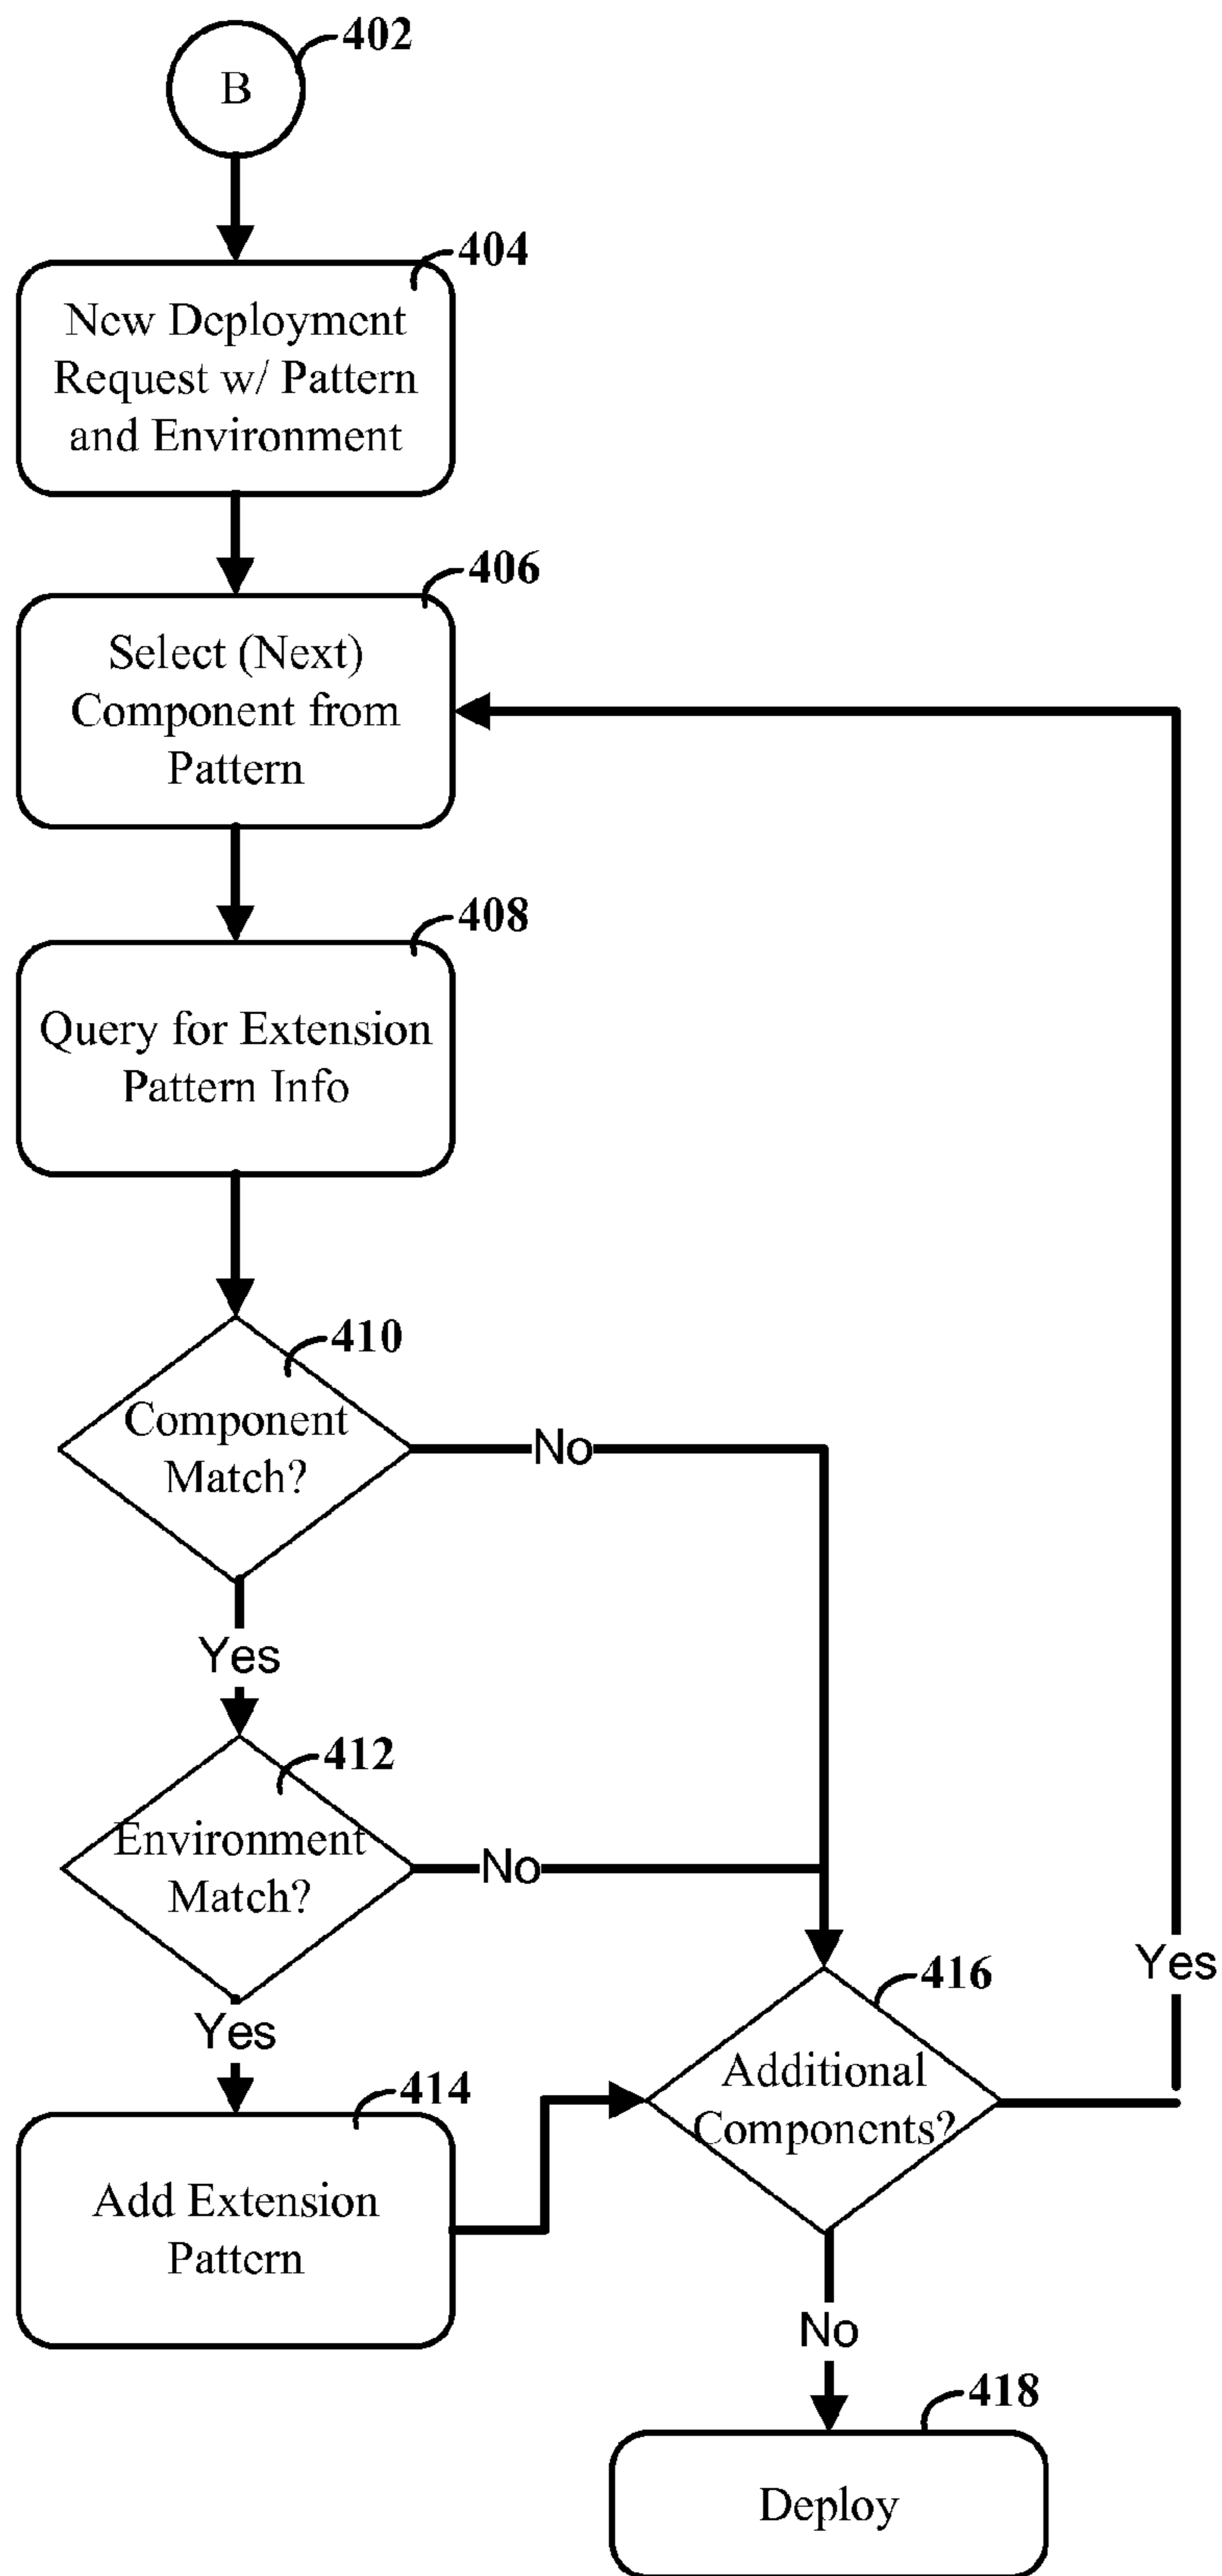 402
B
404
New Deployment
Request w/ Pattern
and Environment
406
Select (Next)
Component from
Pattern
408
Query for Extension
Pattern Info
410
Component
Match?
No
Yes
412
Environment
Match?
No
Yes
416
Additional
Components?
Yes
414
Add Extension
Pattern
No
418
Deploy